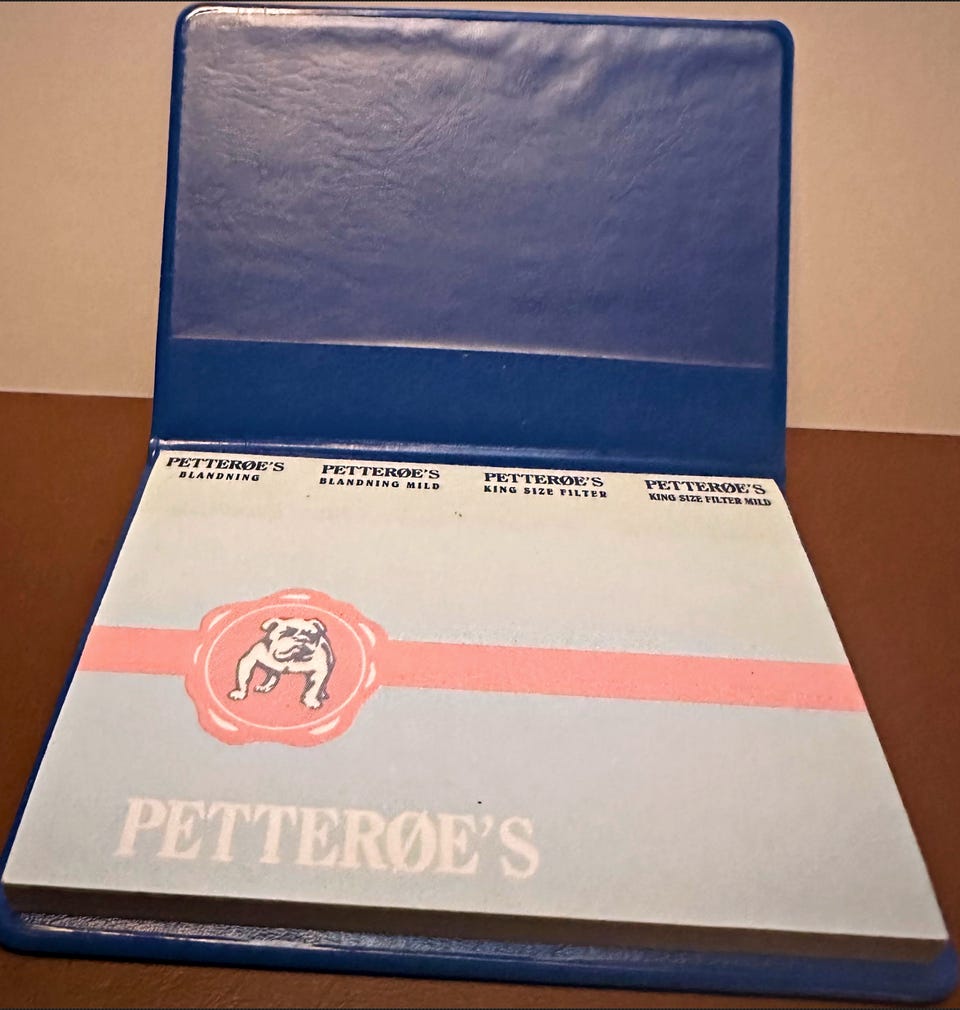 PETTERØE'S
BLANDNING
PETTERØE'S
BLANDNING MILD
PETTERØE'S
KING SIZE FILTER
PETTERØE'S
KING SIZE FILTER MILD
PETTERØE'S